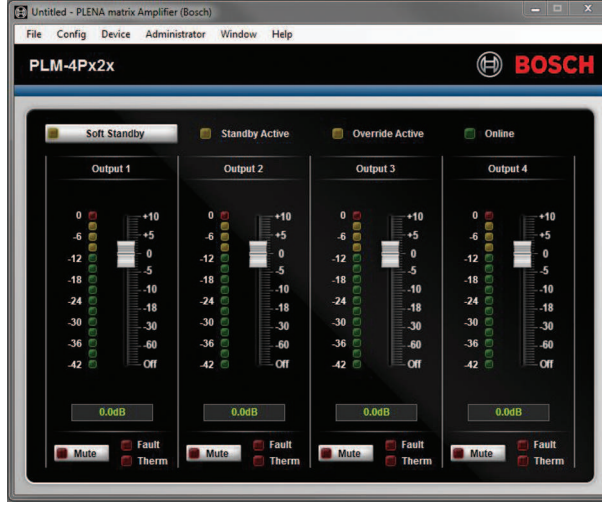 Untitled - PLENA matrix Amplifier (Bosch)
File Config Device Administrator Window Help
PLM-4Px2x BOSCH
Soft Standby Standby Active Override Active Online
Output 1 Output 2 Output 3 Output 4
0 +10 0 +10 0 +10 0 +10
-6 +5 -6 +5 -6 +5 -6 +5
-12 0 -12 0 -12 0 -12 0
-18 -5 -18 -5 -18 -5 -18 -5
-24 -10 -24 -10 -24 -10 -24 -10
-30 -18 -30 -18 -30 -18 -30 -18
-36 -30 -36 -30 -36 -30 -36 -30
-42 -60 -42 -60 -42 -60 -42 -60
Off Off Off Off
0.0dB 0.0dB 0.0dB 0.0dB
Mute Fault Mute Fault Mute Fault Mute Fault
Therm Therm Therm Therm